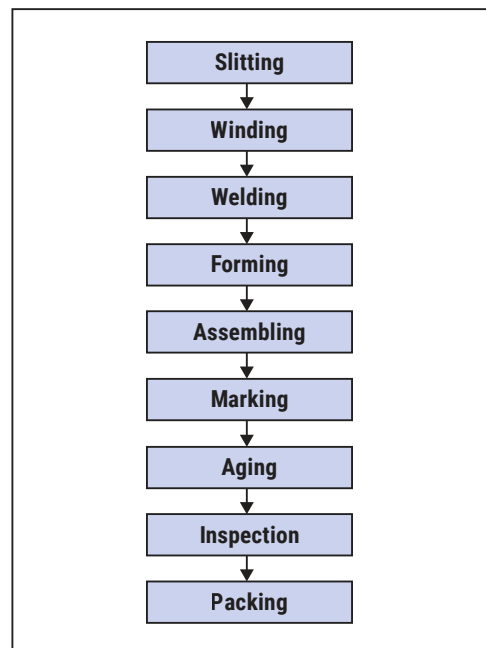 Slitting
Winding
Welding
Forming
Assembling
Marking
Aging
Inspection
Packing